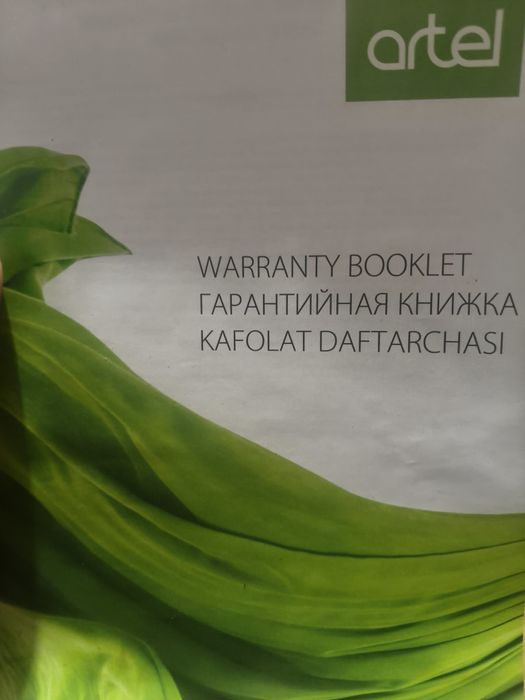 artel
WARRANTY BOOKLET
ГАРАНТИЙНАЯ КНИЖКА
KAFOLAT DAFTARCHASI